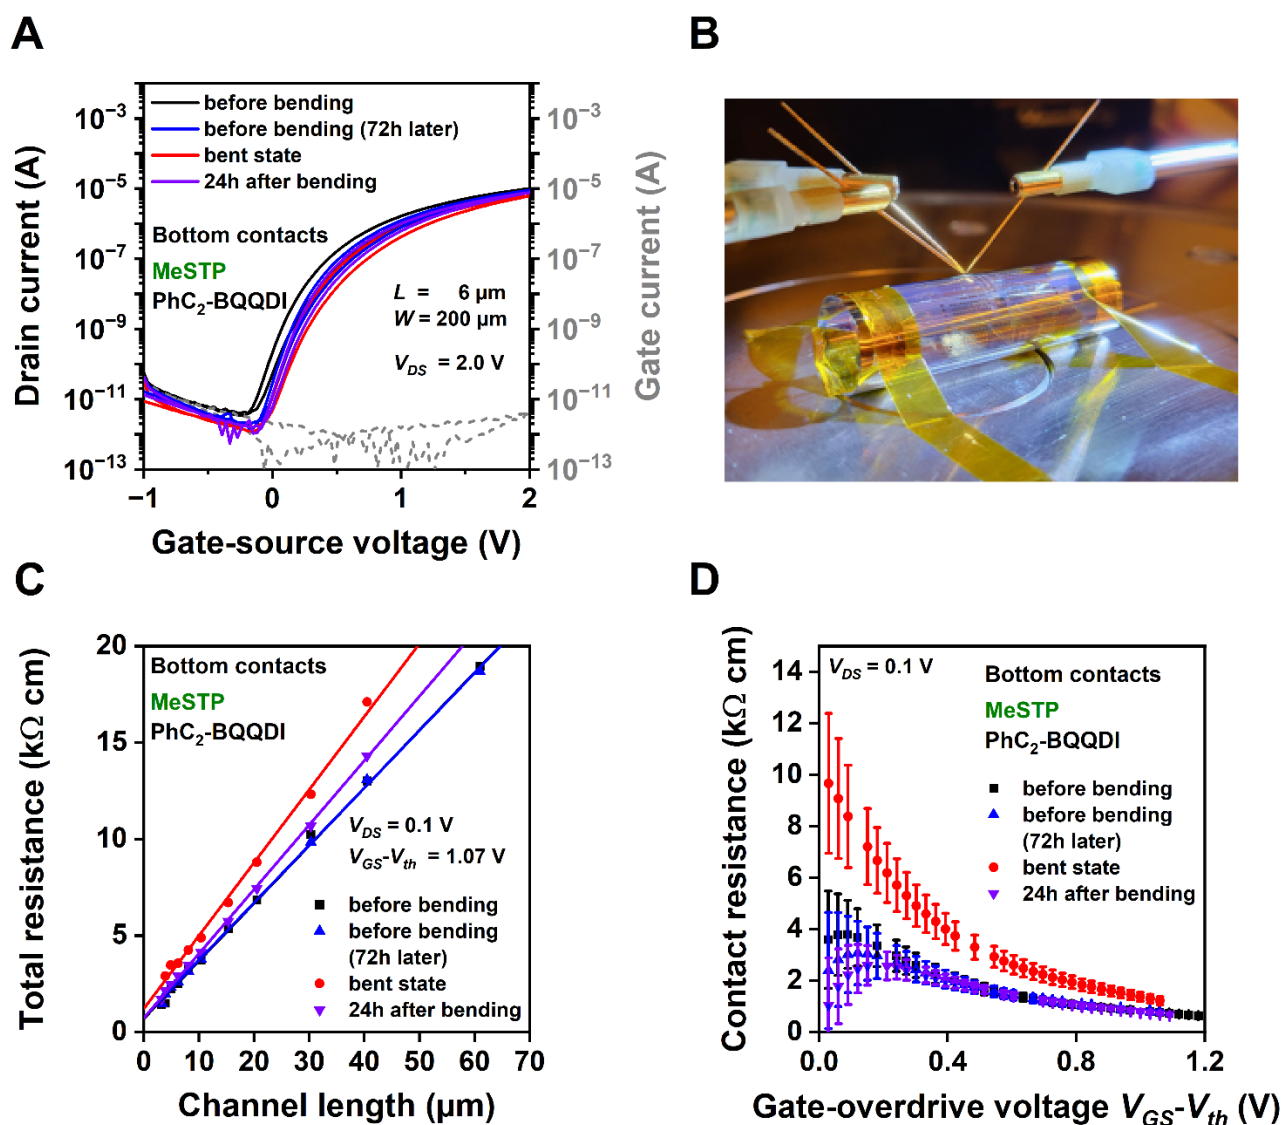 A
10⁻³
10⁻⁵
10⁻⁷
10⁻⁹
10⁻¹¹
10⁻¹³
Drain current (A)
before bending
before bending (72h later)
bent state
24h after bending
Bottom contacts
MeSTP
PhC₂-BQQDI
L = 6 µm
W = 200 µm
V_DS = 2.0 V
10⁻³
10⁻⁵
10⁻⁷
10⁻⁹
10⁻¹¹
10⁻¹³
Gate current (A)
−1 0 1 2
Gate-source voltage (V)
B
C
20
15
10
5
0
Total resistance (kΩ cm)
Bottom contacts
MeSTP
PhC₂-BQQDI
V_DS = 0.1 V
V_GS-V_th = 1.07 V
before bending
before bending
(72h later)
bent state
24h after bending
0 10 20 30 40 50 60 70
Channel length (µm)
D
14
12
10
8
6
4
2
0
Contact resistance (kΩ cm)
V_DS = 0.1 V
Bottom contacts
MeSTP
PhC₂-BQQDI
before bending
before bending
(72h later)
bent state
24h after bending
0.0 0.4 0.8 1.2
Gate-overdrive voltage V_GS-V_th (V)